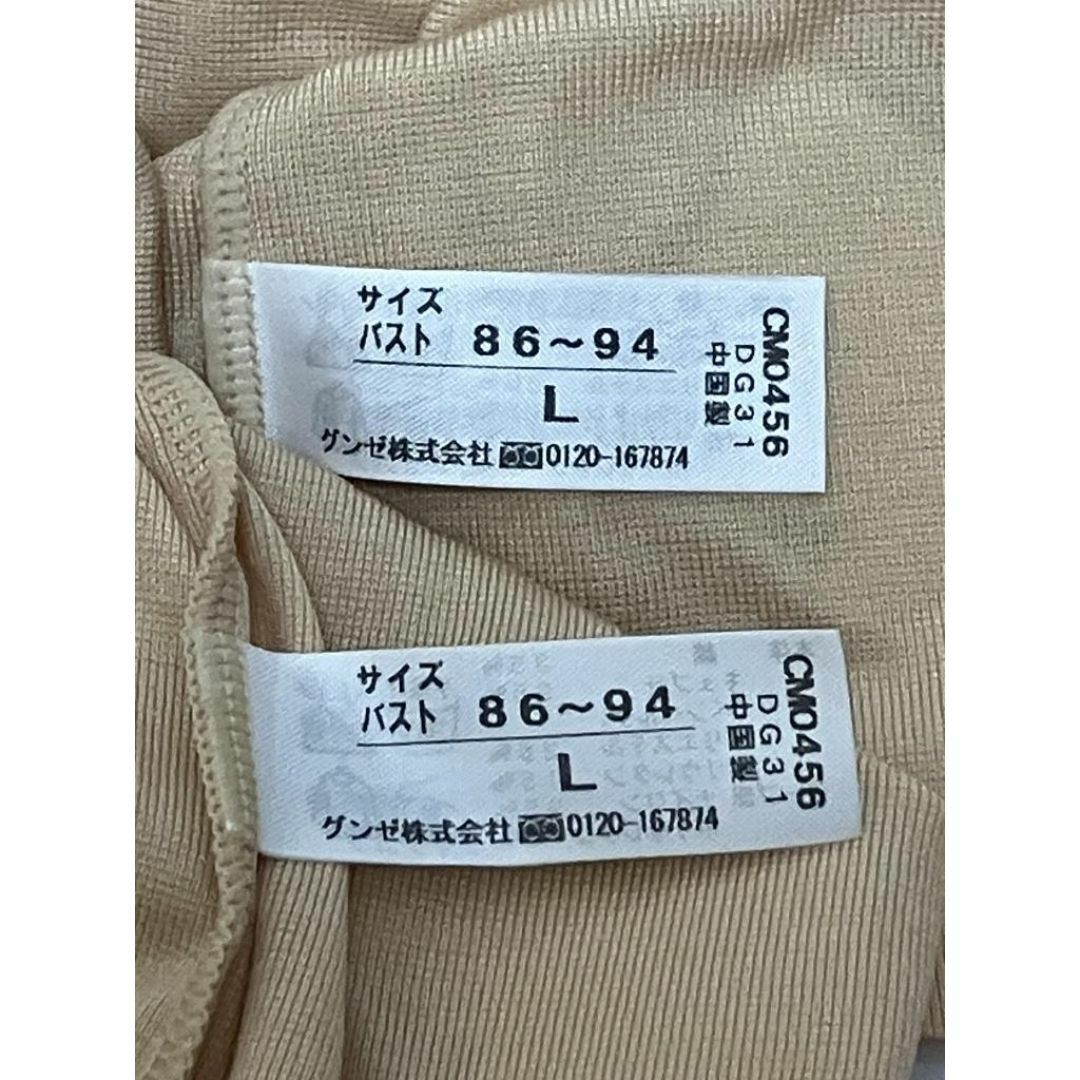 サイズ
バスト 86～94
L
グンゼ株式会社 0120-167874
CM0456
DG31
中国製
サイズ
バスト 86～94
L
グンゼ株式会社 0120-167874
CM0456
DG31
中国製